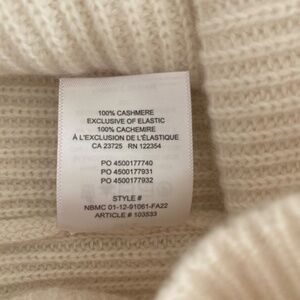 100% CASHMERE
EXCLUSIVE OF ELASTIC
100% CACHEMIRE
À L'EXCLUSION DE L'ÉLASTIQUE
CA 23725 RN 122354
PO 4500177740
PO 4500177931
PO 4500177932
STYLE #
NBMC 01-12-91061-FA22
ARTICLE # 103533